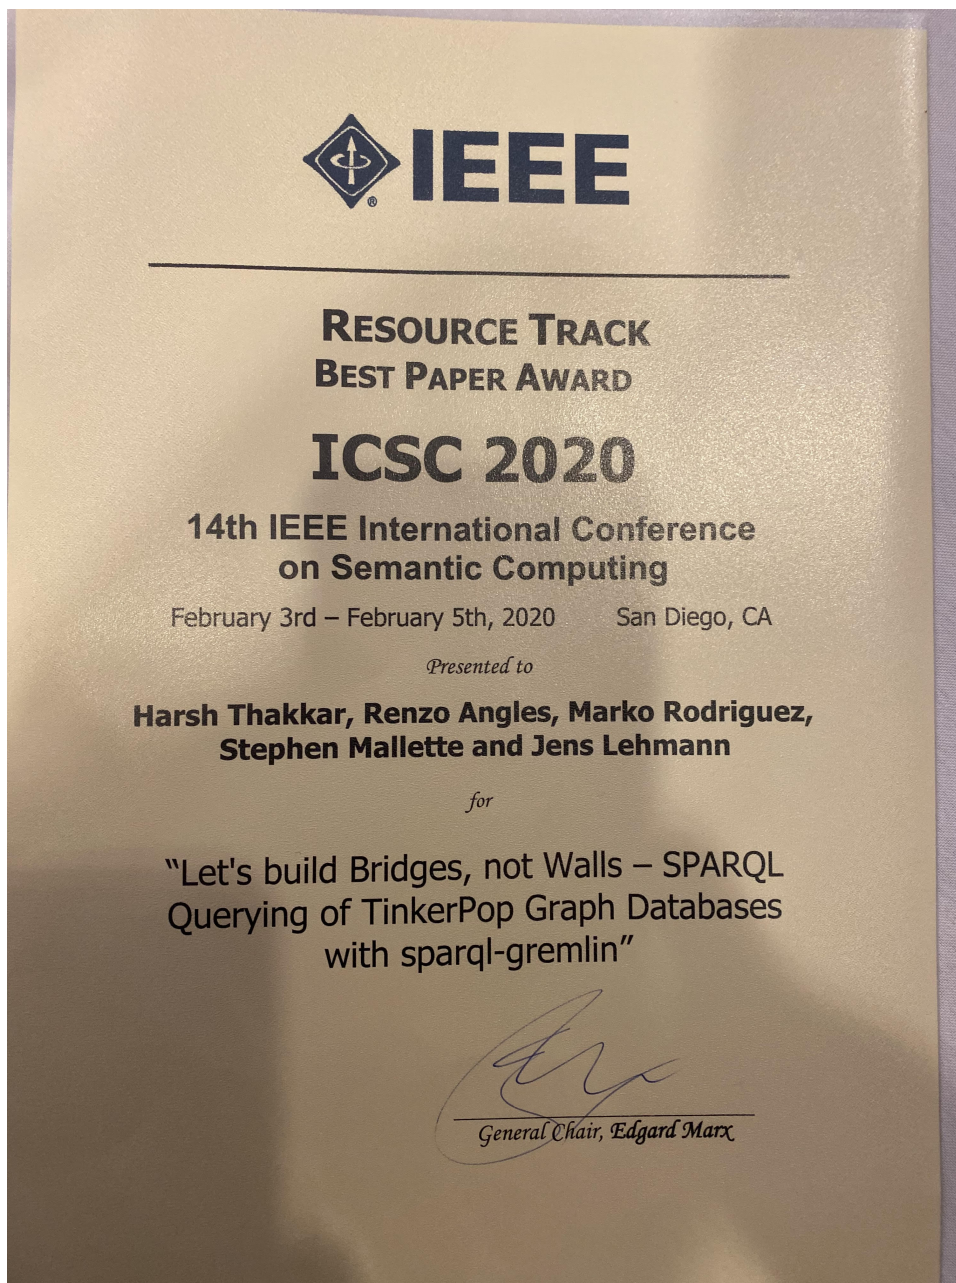 IEEE
®
RESOURCE TRACK
BEST PAPER AWARD
ICSC 2020
14th IEEE International Conference
on Semantic Computing
February 3rd – February 5th, 2020 San Diego, CA
Presented to
Harsh Thakkar, Renzo Angles, Marko Rodriguez,
Stephen Mallette and Jens Lehmann
for
“Let's build Bridges, not Walls – SPARQL
Querying of TinkerPop Graph Databases
with sparql-gremlin”
General Chair, Edgard Marx